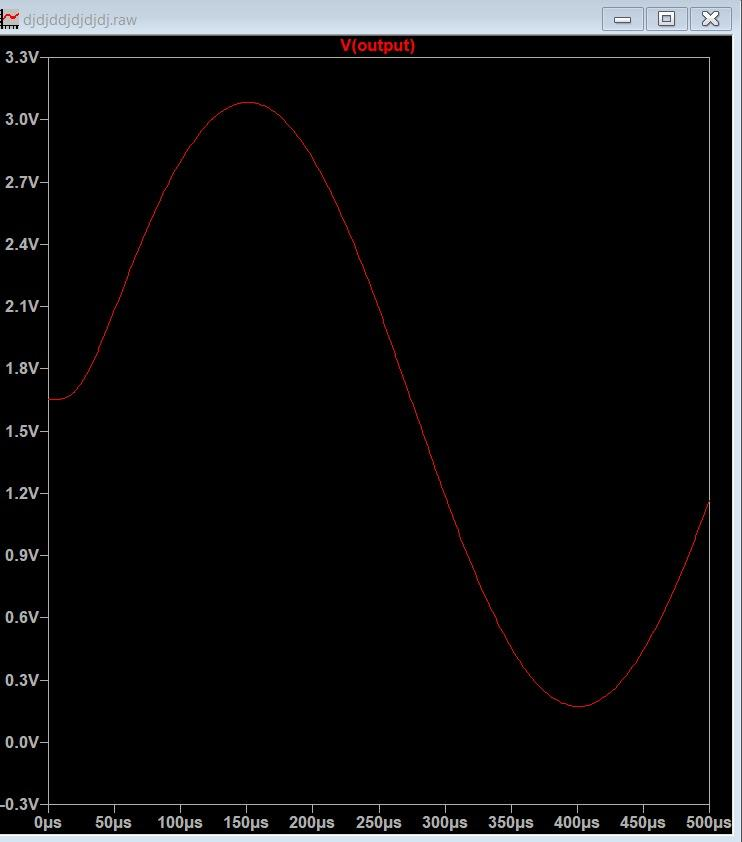 djdjddjdjdjdj.raw
V(output)
3.3V
3.0V
2.7V
2.4V
2.1V
1.8V
1.5V
1.2V
0.9V
0.6V
0.3V
0.0V
-0.3V
0µs 50µs 100µs 150µs 200µs 250µs 300µs 350µs 400µs 450µs 500µs